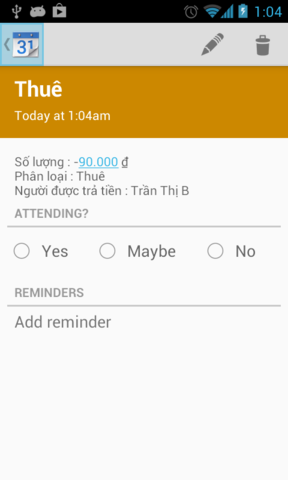 1:04
31
Thuê
Today at 1:04am
Số lượng : -90.000 ₫
Phân loại : Thuê
Người được trả tiền : Trần Thị B
ATTENDING?
Yes Maybe No
REMINDERS
Add reminder